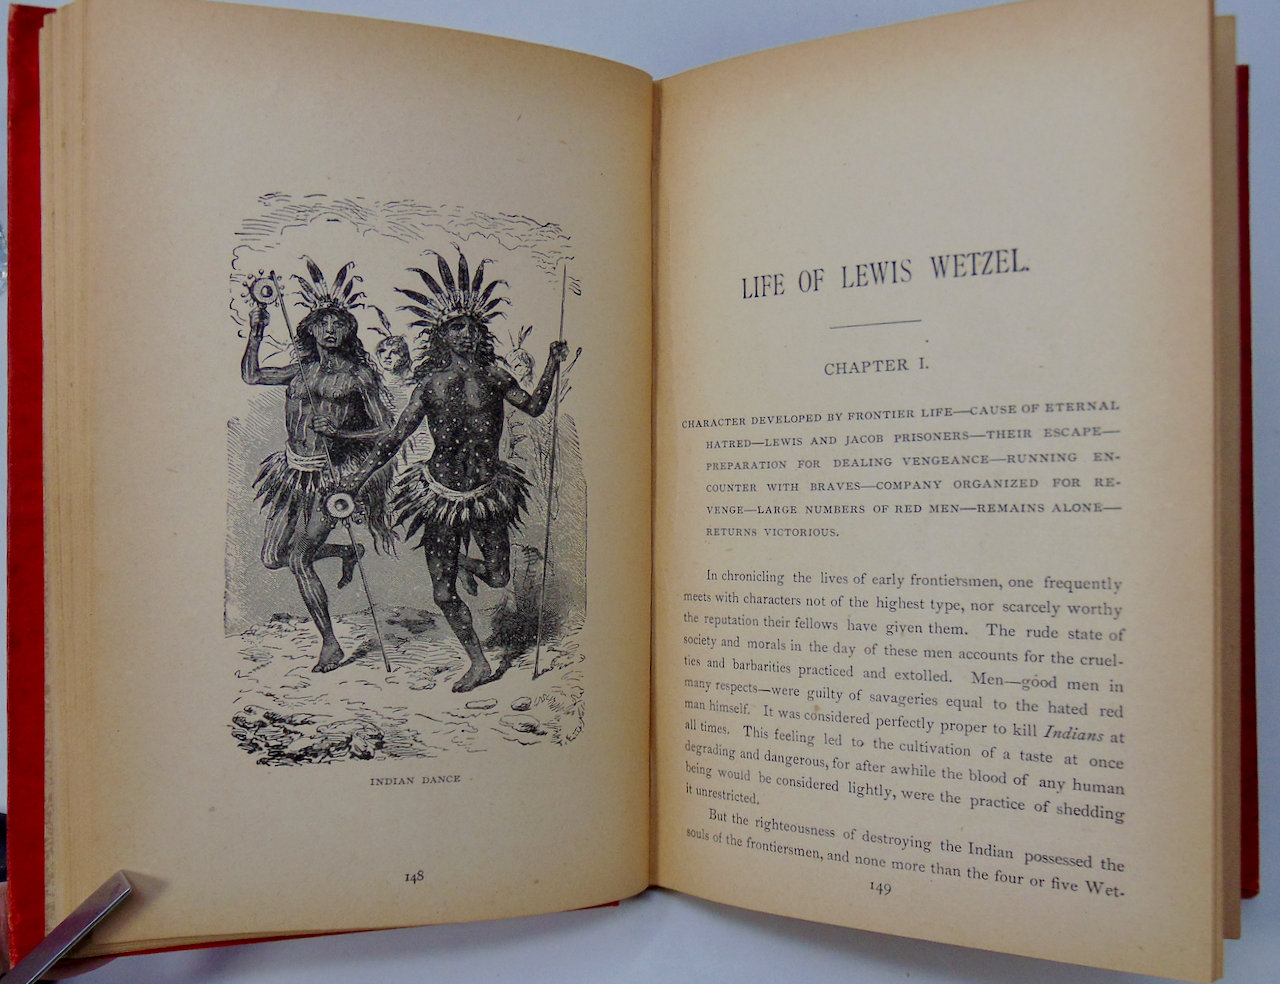 INDIAN DANCE
148
LIFE OF LEWIS WETZEL.
CHAPTER I.
CHARACTER DEVELOPED BY FRONTIER LIFE—CAUSE OF ETERNAL
HATRED—LEWIS AND JACOB PRISONERS—THEIR ESCAPE—
PREPARATION FOR DEALING VENGEANCE—RUNNING EN-
COUNTER WITH BRAVES—COMPANY ORGANIZED FOR RE-
VENGE—LARGE NUMBERS OF RED MEN—REMAINS ALONE—
RETURNS VICTORIOUS.
In chronicling the lives of early frontiersmen, one frequently
meets with characters not of the highest type, nor scarcely worthy
the reputation their fellows have given them. The rude state of
society and morals in the day of these men accounts for the cruel-
ties and barbarities practiced and extolled. Men—good men in
many respects—were guilty of savageries equal to the hated red
man himself. It was considered perfectly proper to kill Indians at
all times. This feeling led to the cultivation of a taste at once
degrading and dangerous, for after awhile the blood of any human
being would be considered lightly, were the practice of shedding
it unrestricted.
But the righteousness of destroying the Indian possessed the
souls of the frontiersmen, and none more than the four or five Wet-
149